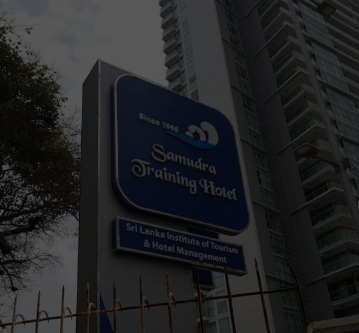 Since 1966
Samudra
Training Hotel
Sri Lanka Institute of Tourism
& Hotel Management